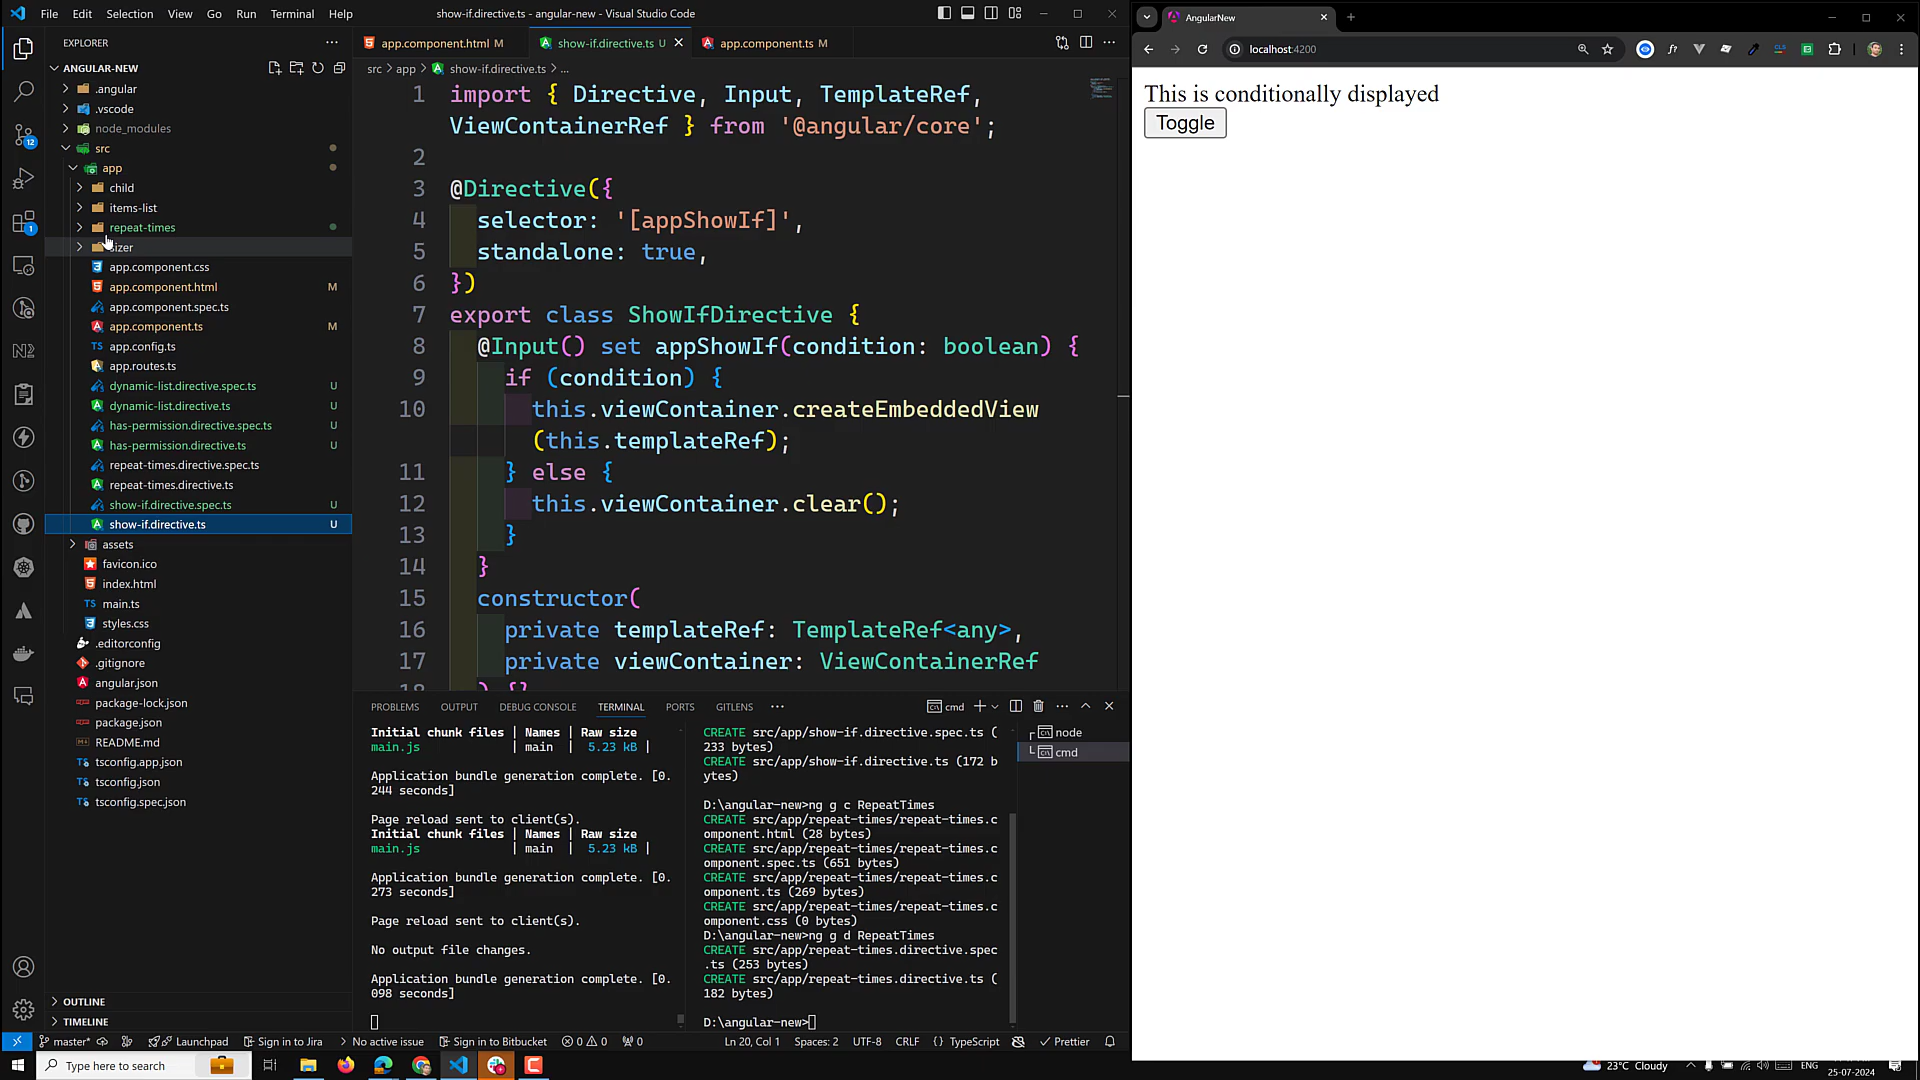 File Edit Selection View Go Run Terminal Help
show-if.directive.ts - angular-new - Visual Studio Code
EXPLORER
ANGULAR-NEW
.angular
.vscode
node_modules
src
app
child
items-list
repeat-times
sizer
app.component.css
app.component.html M
app.component.spec.ts
app.component.ts M
app.config.ts
app.routes.ts
dynamic-list.directive.spec.ts U
dynamic-list.directive.ts U
has-permission.directive.spec.ts U
has-permission.directive.ts U
repeat-times.directive.spec.ts
repeat-times.directive.ts
show-if.directive.spec.ts U
show-if.directive.ts U
assets
favicon.ico
index.html
main.ts
styles.css
.editorconfig
.gitignore
angular.json
package-lock.json
package.json
README.md
tsconfig.app.json
tsconfig.json
tsconfig.spec.json
OUTLINE
TIMELINE
12
1
app.component.html M
show-if.directive.ts U
app.component.ts M
src > app > show-if.directive.ts > ...
1 import { Directive, Input, TemplateRef,
ViewContainerRef } from '@angular/core';
2
3 @Directive({
4 selector: '[appShowIf]',
5 standalone: true,
6 })
7 export class ShowIfDirective {
8 @Input() set appShowIf(condition: boolean) {
9 if (condition) {
10 this.viewContainer.createEmbeddedView
(this.templateRef);
11 } else {
12 this.viewContainer.clear();
13 }
14 }
15 constructor(
16 private templateRef: TemplateRef<any>,
17 private viewContainer: ViewContainerRef
18 ) {}
PROBLEMS OUTPUT DEBUG CONSOLE TERMINAL PORTS GITLENS
cmd
Initial chunk files | Names | Raw size
main.js | main | 5.23 kB |
Application bundle generation complete. [0.
244 seconds]
Page reload sent to client(s).
Initial chunk files | Names | Raw size
main.js | main | 5.23 kB |
Application bundle generation complete. [0.
273 seconds]
Page reload sent to client(s).
No output file changes.
Application bundle generation complete. [0.
098 seconds]
CREATE src/app/show-if.directive.spec.ts (
233 bytes)
CREATE src/app/show-if.directive.ts (172 b
ytes)
D:\angular-new>ng g c RepeatTimes
CREATE src/app/repeat-times/repeat-times.c
omponent.html (28 bytes)
CREATE src/app/repeat-times/repeat-times.c
omponent.spec.ts (651 bytes)
CREATE src/app/repeat-times/repeat-times.c
omponent.ts (269 bytes)
CREATE src/app/repeat-times/repeat-times.c
omponent.css (0 bytes)
D:\angular-new>ng g d RepeatTimes
CREATE src/app/repeat-times.directive.spec
.ts (253 bytes)
CREATE src/app/repeat-times.directive.ts (
182 bytes)
D:\angular-new>
node
cmd
master* Launchpad Sign in to Jira No active issue Sign in to Bitbucket 0 0 0 Ln 20, Col 1 Spaces: 2 UTF-8 CRLF {} TypeScript Prettier
AngularNew
localhost:4200
This is conditionally displayed
Toggle
Type here to search
23°C Cloudy
ENG
25-07-2024